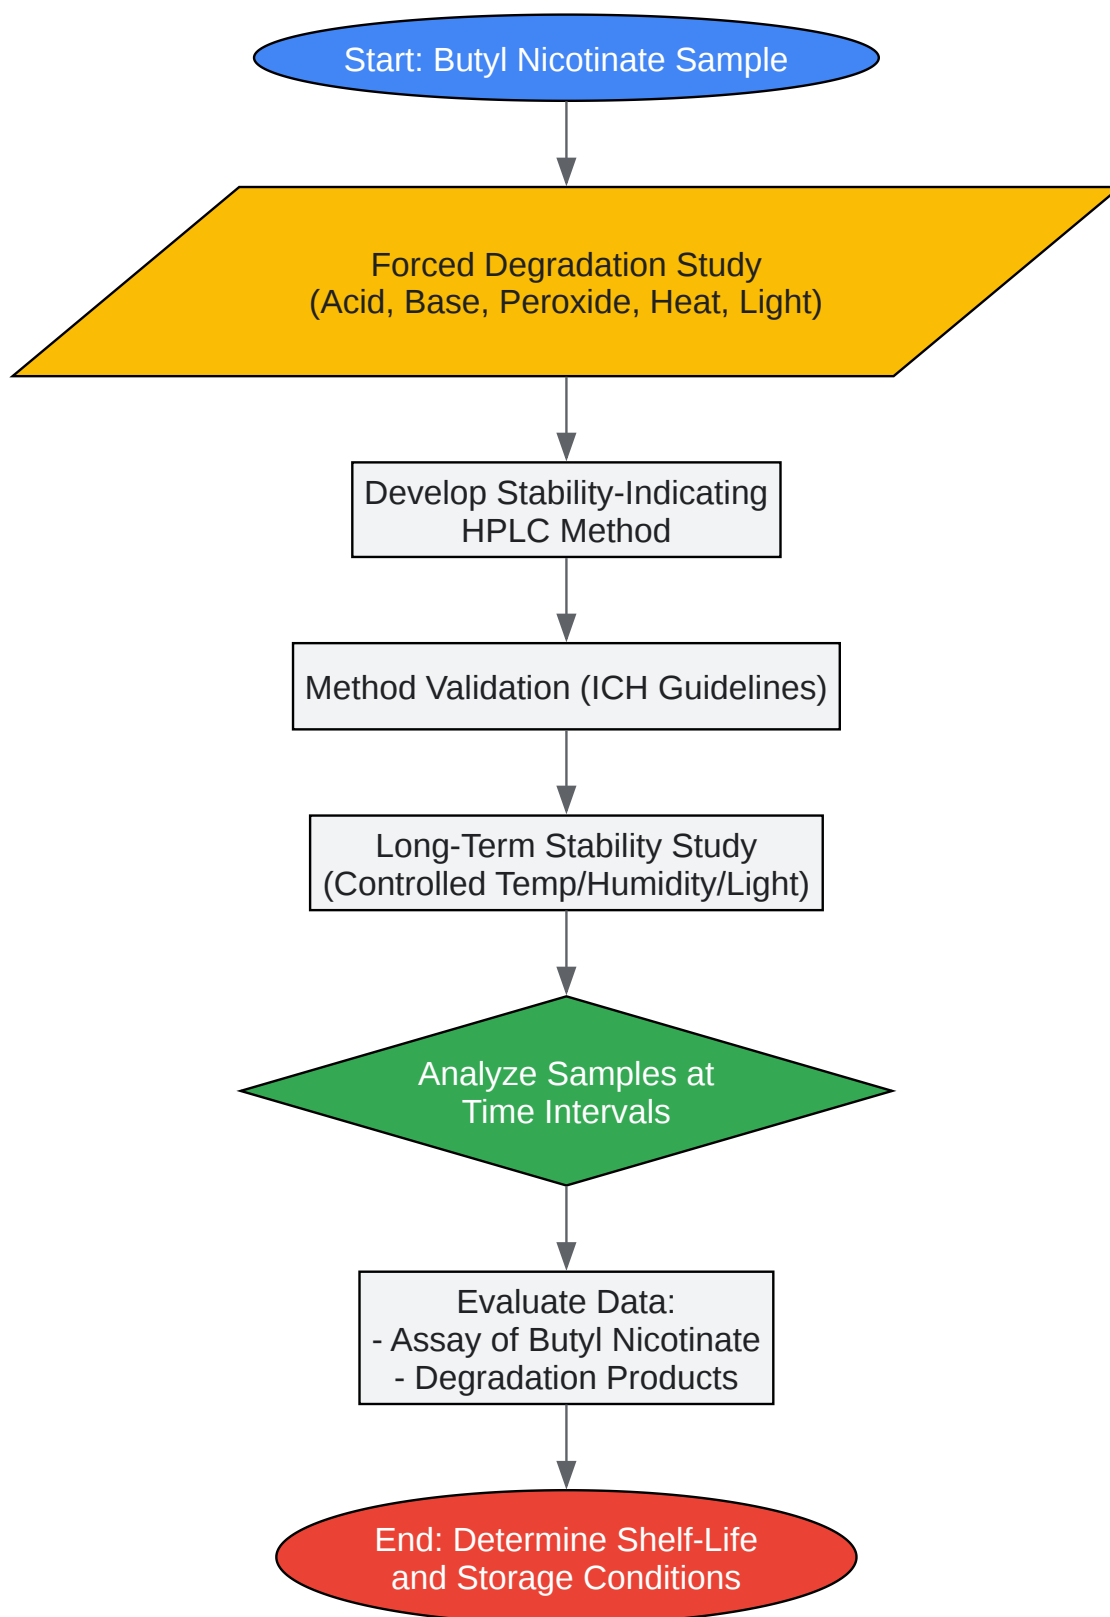 Start: Butyl Nicotinate Sample
Forced Degradation Study
(Acid, Base, Peroxide, Heat, Light)
Develop Stability-Indicating
HPLC Method
Method Validation (ICH Guidelines)
Long-Term Stability Study
(Controlled Temp/Humidity/Light)
Analyze Samples at
Time Intervals
Evaluate Data:
- Assay of Butyl Nicotinate
- Degradation Products
End: Determine Shelf-Life
and Storage Conditions